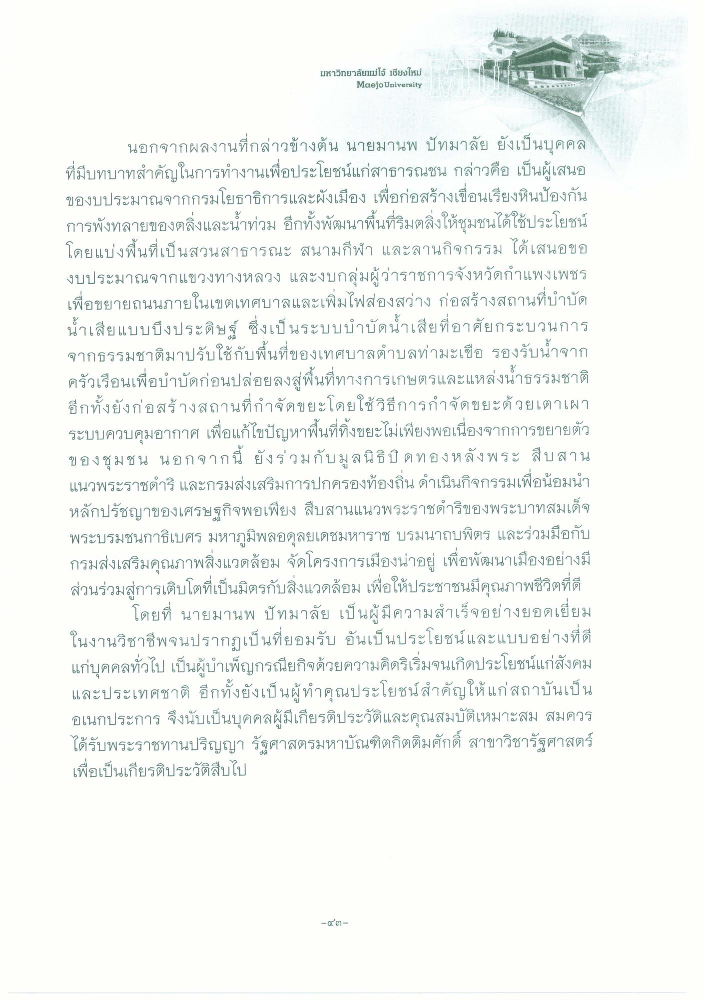 มหาวิทยาลัยแม่โจ้ เชียงใหม่
Maejo University
MJU
นอกจากผลงานที่กล่าวข้างต้น นายมานพ ปัทมาลัย ยังเป็นบุคคล
ที่มีบทบาทสำคัญในการทำงานเพื่อประโยชน์แก่สาธารณชน กล่าวคือ เป็นผู้เสนอ
ของบประมาณจากกรมโยธาธิการและผังเมือง เพื่อก่อสร้างเขื่อนเรียงหินป้องกัน
การพังทลายของตลิ่งและน้ำท่วม อีกทั้งพัฒนาพื้นที่ริมตลิ่งให้ชุมชนได้ใช้ประโยชน์
โดยแบ่งพื้นที่เป็นสวนสาธารณะ สนามกีฬา และลานกิจกรรม ได้เสนอขอ
งบประมาณจากแขวงทางหลวง และงบกลุ่มผู้ว่าราชการจังหวัดกำแพงเพชร
เพื่อขยายถนนภายในเขตเทศบาลและเพิ่มไฟส่องสว่าง ก่อสร้างสถานที่บำบัด
น้ำเสียแบบบึงประดิษฐ์ ซึ่งเป็นระบบบำบัดน้ำเสียที่อาศัยกระบวนการ
จากธรรมชาติมาปรับใช้กับพื้นที่ของเทศบาลตำบลท่ามะเขือ รองรับน้ำจาก
ครัวเรือนเพื่อบำบัดก่อนปล่อยลงสู่พื้นที่ทางการเกษตรและแหล่งน้ำธรรมชาติ
อีกทั้งยังก่อสร้างสถานที่กำจัดขยะโดยใช้วิธีการกำจัดขยะด้วยเตาเผา
ระบบควบคุมอากาศ เพื่อแก้ไขปัญหาพื้นที่ทิ้งขยะไม่เพียงพอเนื่องจากการขยายตัว
ของชุมชน นอกจากนี้ ยังร่วมกับมูลนิธิปิดทองหลังพระ สืบสาน
แนวพระราชดำริ และกรมส่งเสริมการปกครองท้องถิ่น ดำเนินกิจกรรมเพื่อน้อมนำ
หลักปรัชญาของเศรษฐกิจพอเพียง สืบสานแนวพระราชดำริของพระบาทสมเด็จ
พระบรมชนกาธิเบศร มหาภูมิพลอดุลยเดชมหาราช บรมนาถบพิตร และร่วมมือกับ
กรมส่งเสริมคุณภาพสิ่งแวดล้อม จัดโครงการเมืองน่าอยู่ เพื่อพัฒนาเมืองอย่างมี
ส่วนร่วมสู่การเติบโตที่เป็นมิตรกับสิ่งแวดล้อม เพื่อให้ประชาชนมีคุณภาพชีวิตที่ดี
โดยที่ นายมานพ ปัทมาลัย เป็นผู้มีความสำเร็จอย่างยอดเยี่ยม
ในงานวิชาชีพจนปรากฏเป็นที่ยอมรับ อันเป็นประโยชน์และแบบอย่างที่ดี
แก่บุคคลทั่วไป เป็นผู้บำเพ็ญกรณียกิจด้วยความคิดริเริ่มจนเกิดประโยชน์แก่สังคม
และประเทศชาติ อีกทั้งยังเป็นผู้ทำคุณประโยชน์สำคัญให้แก่สถาบันเป็น
อเนกประการ จึงนับเป็นบุคคลผู้มีเกียรติประวัติและคุณสมบัติเหมาะสม สมควร
ได้รับพระราชทานปริญญา รัฐศาสตรมหาบัณฑิตกิตติมศักดิ์ สาขาวิชารัฐศาสตร์
เพื่อเป็นเกียรติประวัติสืบไป
-๔๓-